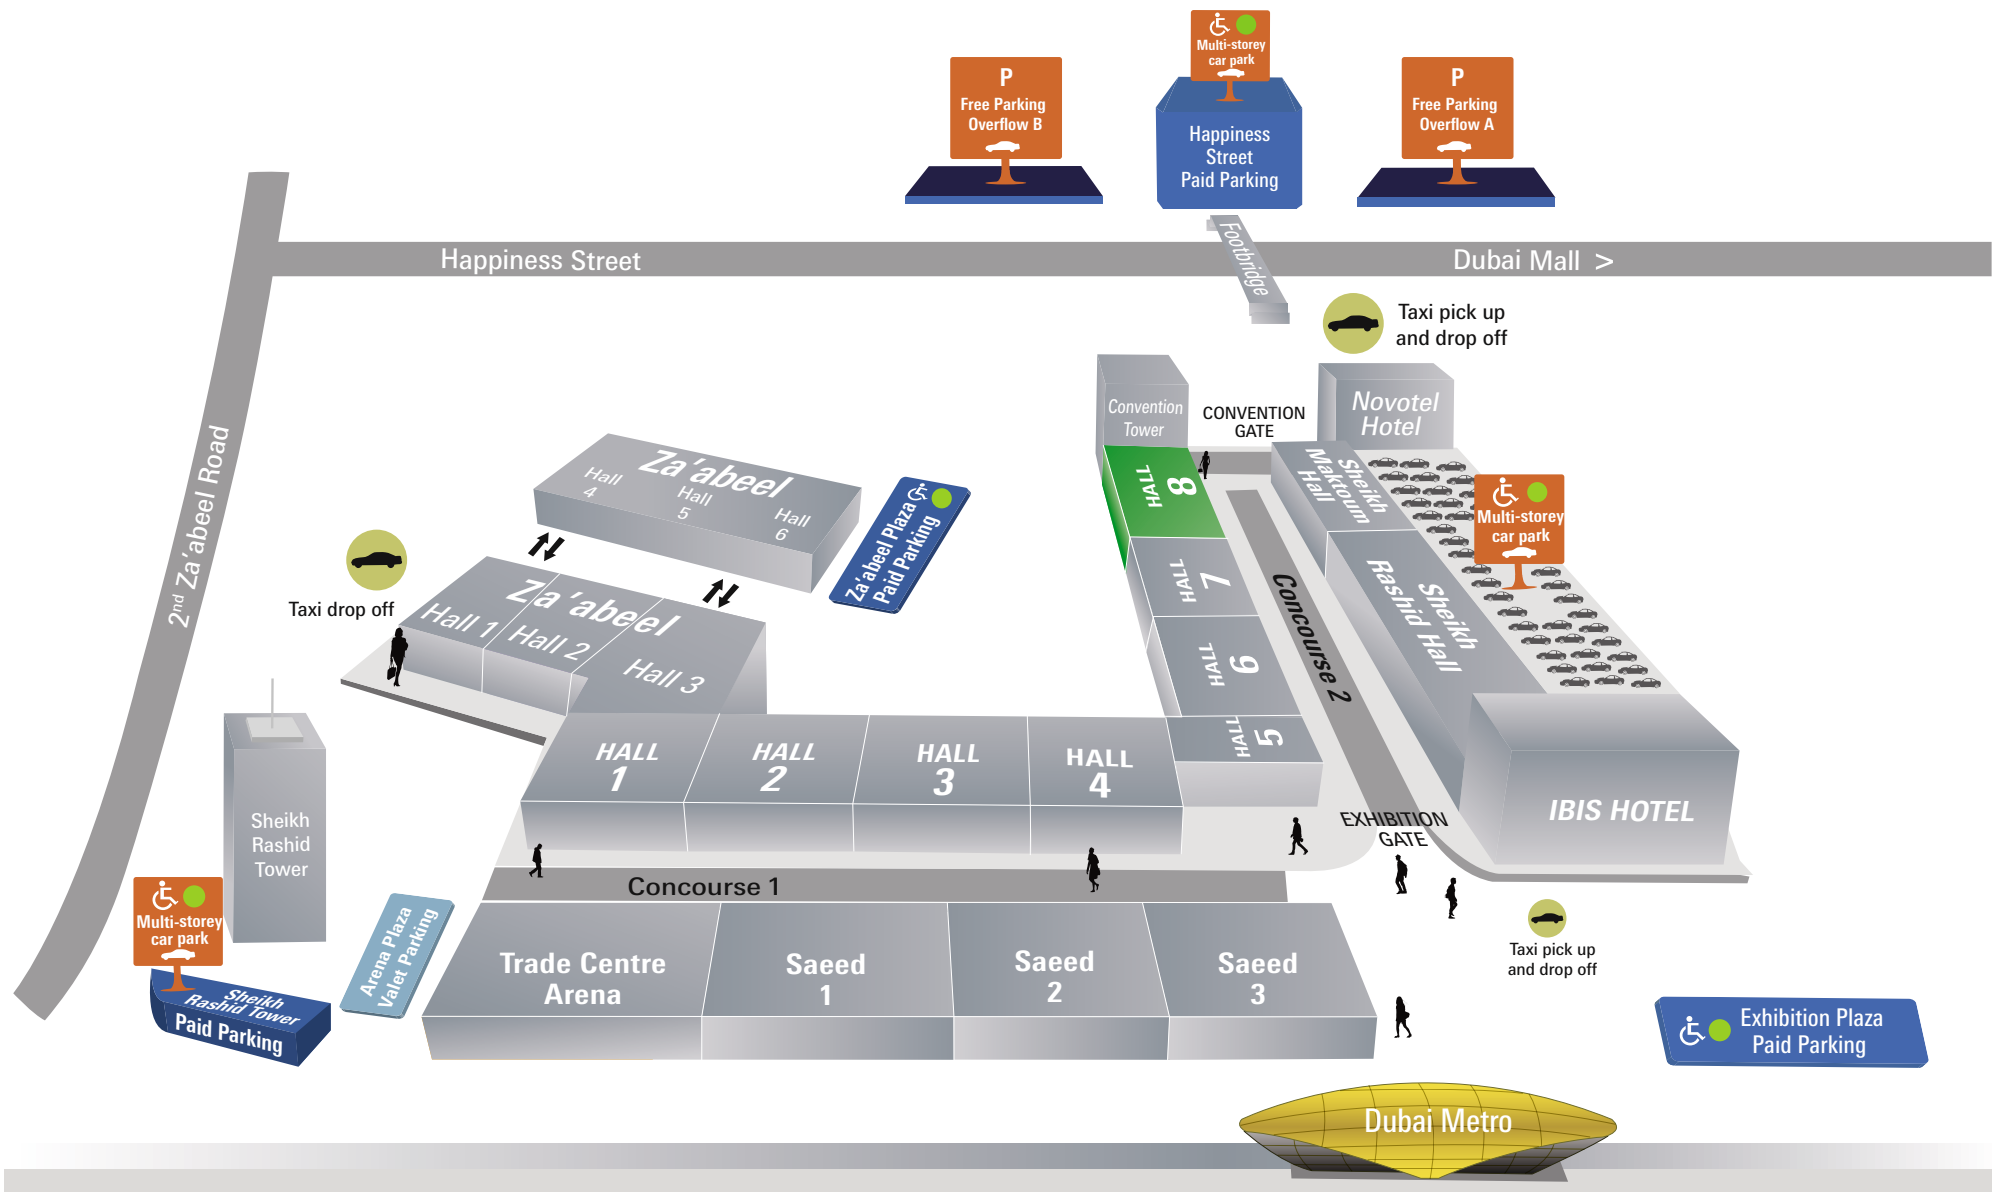 Multi-storey
car park
P
Free Parking
Overflow B
Happiness
Street
Paid Parking
P
Free Parking
Overflow A
Footbridge
Happiness Street
Dubai Mall >
Taxi pick up
and drop off
2nd Za'abeel Road
Convention
Tower
CONVENTION
GATE
Novotel
Hotel
Za'abeel
Hall
4
Hall
5
Hall
6
Za'abeel Plaza
Paid Parking
HALL
8
Sheikh
Maktoum
Hall
Multi-storey
car park
Taxi drop off
Za'abeel
Hall 1
Hall 2
Hall 3
HALL
7
HALL
6
HALL
5
Concourse 2
Sheikh
Rashid Hall
HALL
1
HALL
2
HALL
3
HALL
4
EXHIBITION
GATE
IBIS HOTEL
Sheikh
Rashid
Tower
Multi-storey
car park
Sheikh
Rashid Tower
Paid Parking
Arena Plaza
Valet Parking
Concourse 1
Trade Centre
Arena
Saeed
1
Saeed
2
Saeed
3
Taxi pick up
and drop off
Exhibition Plaza
Paid Parking
Dubai Metro